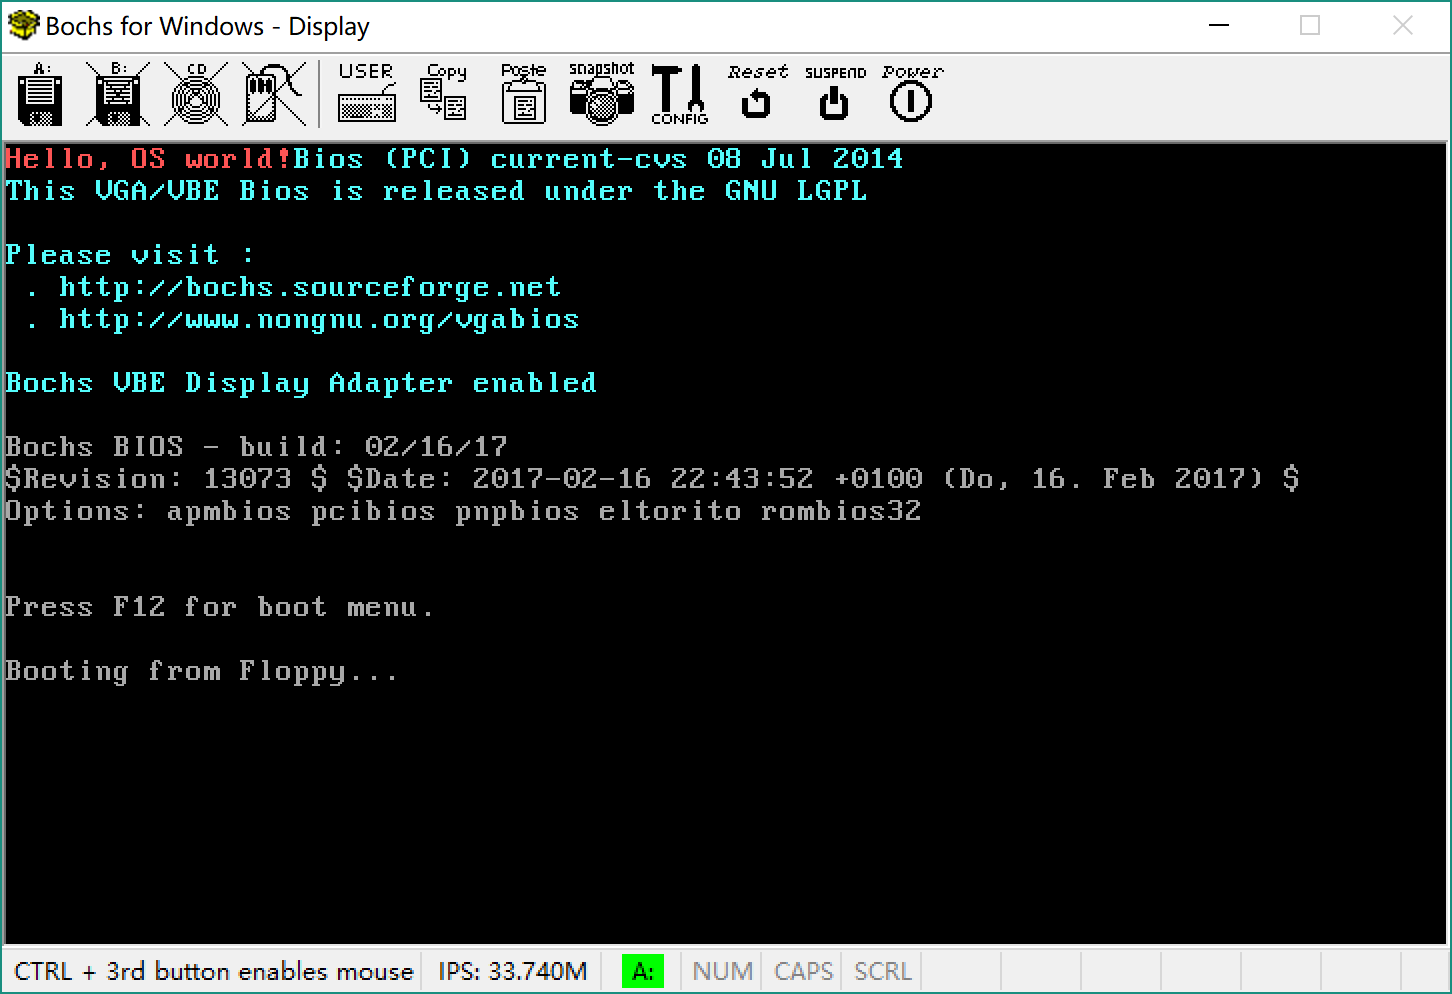 Bochs for Windows - Display
A: B: CD USER Copy Paste snapshot CONFIG Reset SUSPEND Power
Hello, OS world!Bios (PCI) current-cvs 08 Jul 2014
This VGA/VBE Bios is released under the GNU LGPL
Please visit :
. http://bochs.sourceforge.net
. http://www.nongnu.org/vgabios
Bochs VBE Display Adapter enabled
Bochs BIOS - build: 02/16/17
$Revision: 13073 $ $Date: 2017-02-16 22:43:52 +0100 (Do, 16. Feb 2017) $
Options: apmbios pcibios pnpbios eltorito rombios32
Press F12 for boot menu.
Booting from Floppy...
CTRL + 3rd button enables mouse IPS: 33.740M A: NUM CAPS SCRL